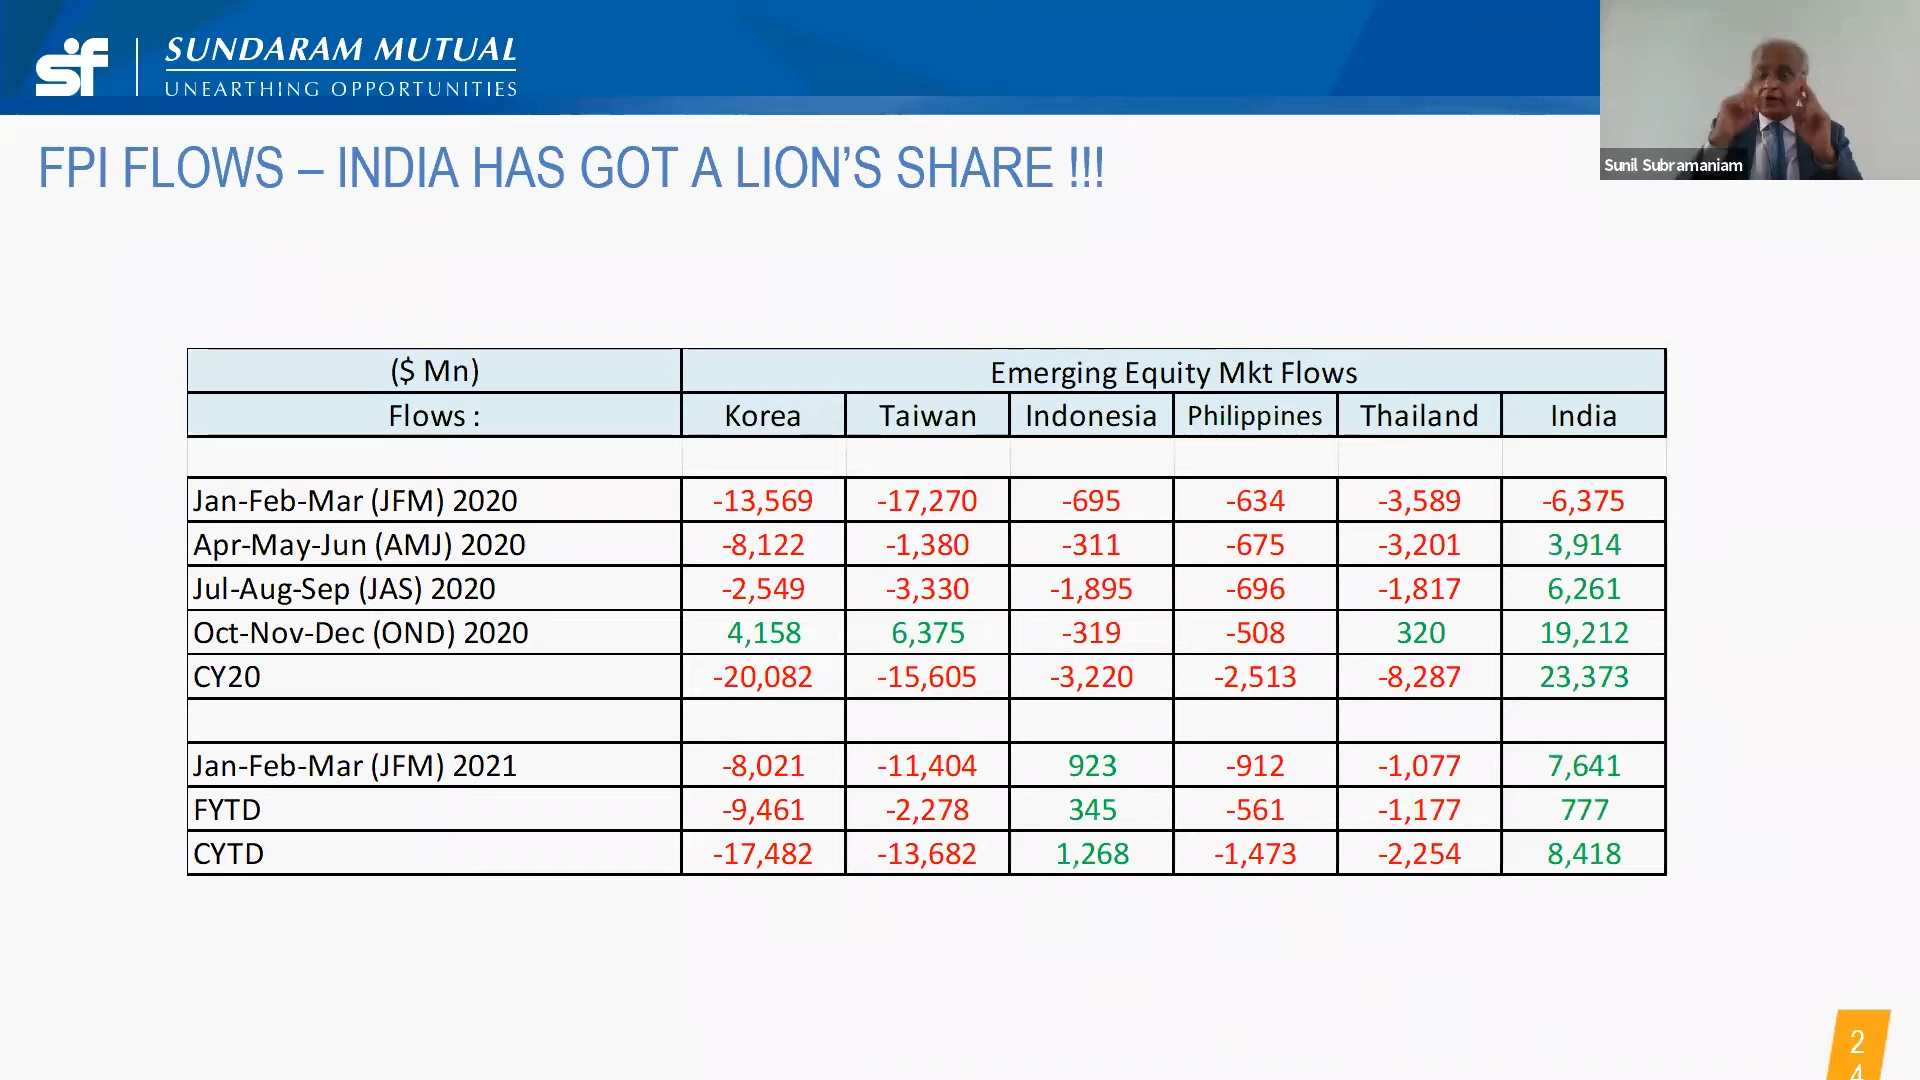 sf
SUNDARAM MUTUAL
UNEARTHING OPPORTUNITIES
Sunil Subramaniam
FPI FLOWS – INDIA HAS GOT A LION’S SHARE !!!
($ Mn) Emerging Equity Mkt Flows
Flows : Korea Taiwan Indonesia Philippines Thailand India
Jan-Feb-Mar (JFM) 2020 -13,569 -17,270 -695 -634 -3,589 -6,375
Apr-May-Jun (AMJ) 2020 -8,122 -1,380 -311 -675 -3,201 3,914
Jul-Aug-Sep (JAS) 2020 -2,549 -3,330 -1,895 -696 -1,817 6,261
Oct-Nov-Dec (OND) 2020 4,158 6,375 -319 -508 320 19,212
CY20 -20,082 -15,605 -3,220 -2,513 -8,287 23,373
Jan-Feb-Mar (JFM) 2021 -8,021 -11,404 923 -912 -1,077 7,641
FYTD -9,461 -2,278 345 -561 -1,177 777
CYTD -17,482 -13,682 1,268 -1,473 -2,254 8,418
2
4